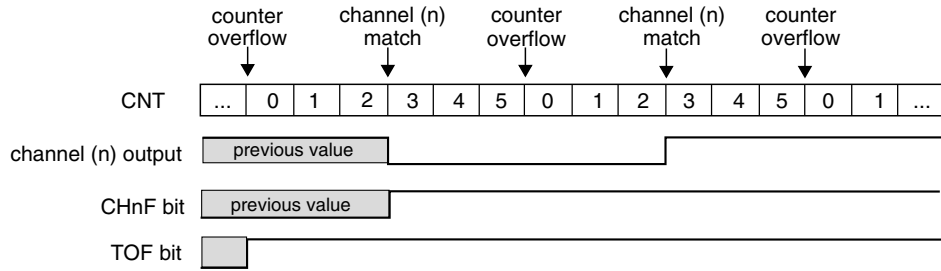 counter overflow
channel (n) match
counter overflow
channel (n) match
counter overflow
CNT ... 0 1 2 3 4 5 0 1 2 3 4 5 0 1 ...
channel (n) output previous value
CHnF bit previous value
TOF bit